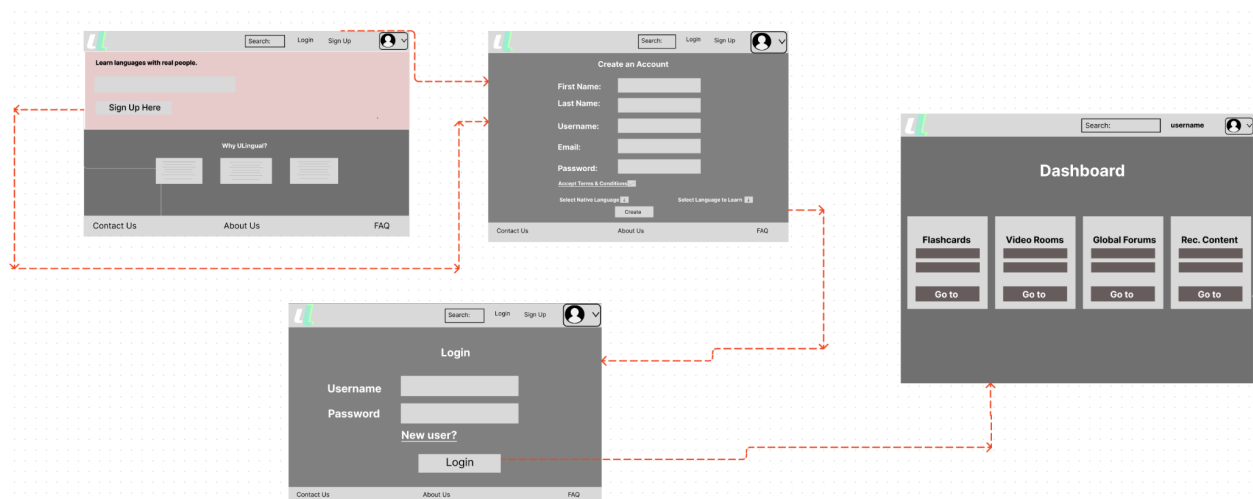 LL
Search:
Login
Sign Up
Learn languages with real people.
Sign Up Here
Why ULingual?
Contact Us
About Us
FAQ
LL
Search:
Login
Sign Up
Create an Account
First Name:
Last Name:
Username:
Email:
Password:
Accept Terms & Conditions
Select Native Language
Select Language to Learn
Create
Contact Us
About Us
FAQ
LL
Search:
Login
Sign Up
Login
Username
Password
New user?
Login
Contact Us
About Us
FAQ
LL
Search:
username
Dashboard
Flashcards
Video Rooms
Global Forums
Rec. Content
Go to
Go to
Go to
Go to